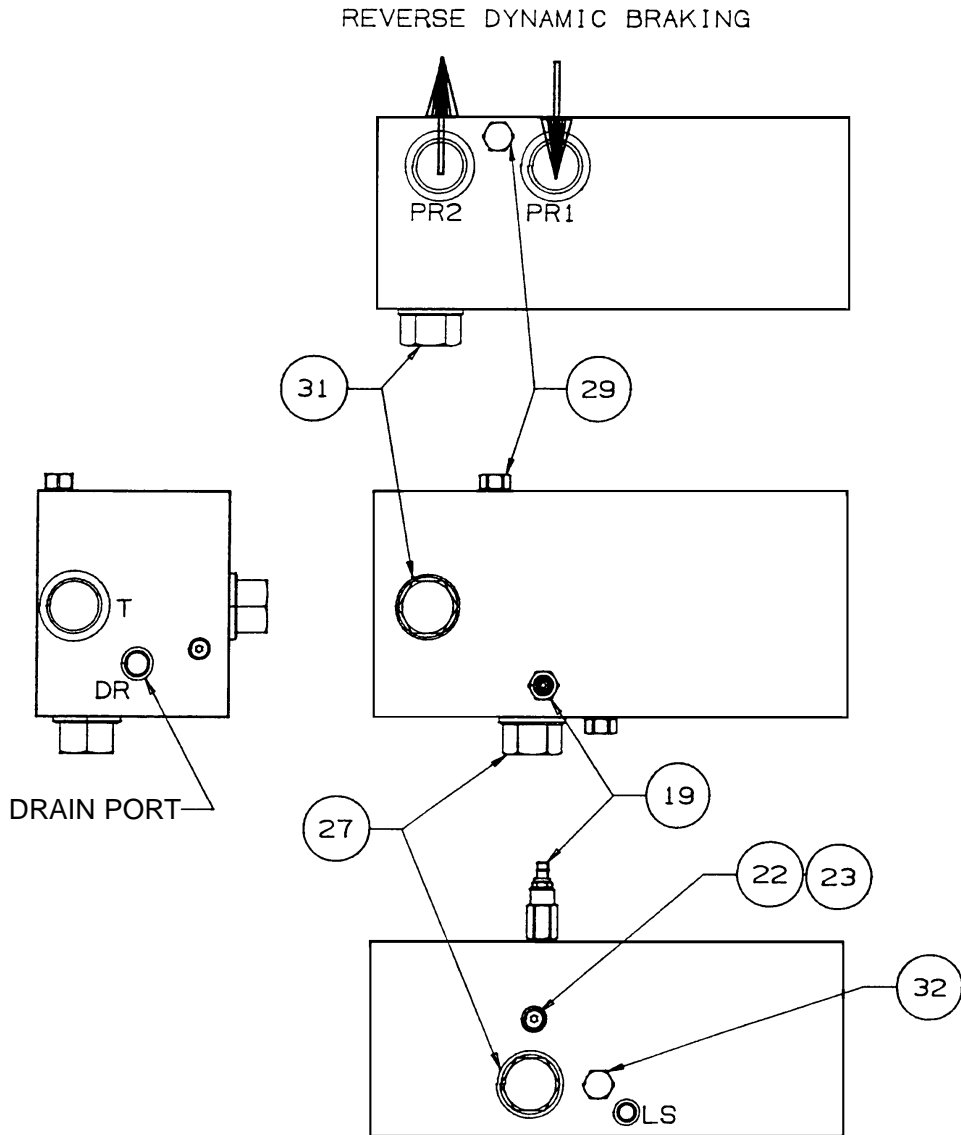 REVERSE DYNAMIC BRAKING
PR2
PR1
31
29
T
DR
DRAIN PORT
27
19
22
23
32
LS